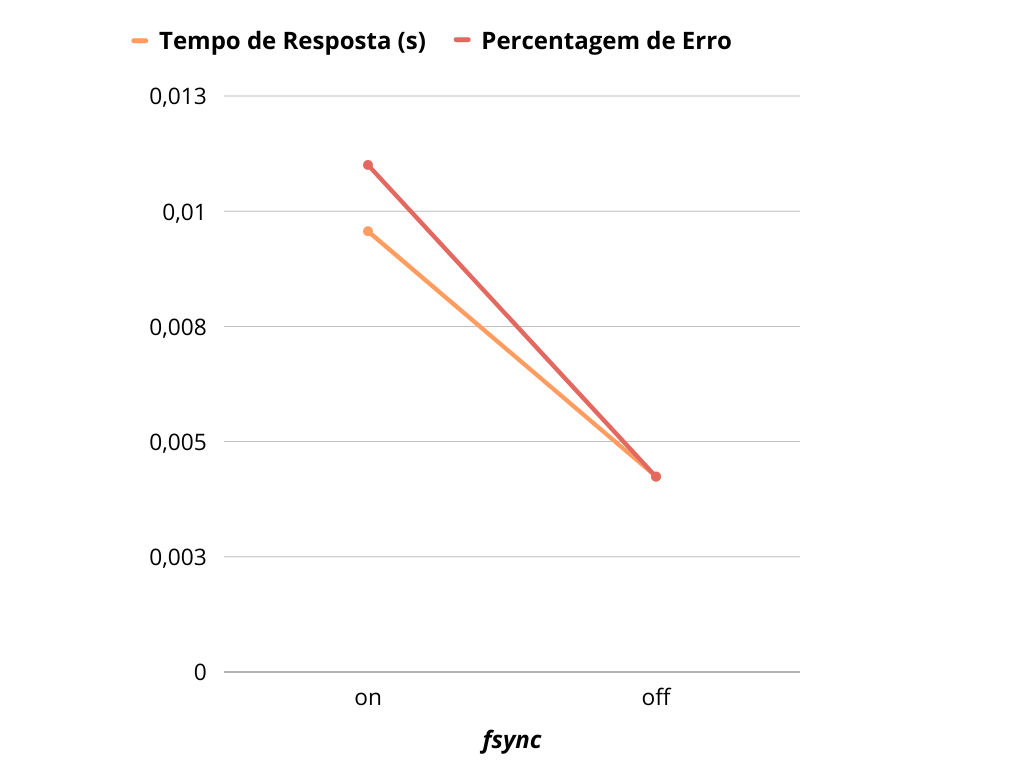 Tempo de Resposta (s) Percentagem de Erro
0,013
0,01
0,008
0,005
0,003
0
on off
fsync